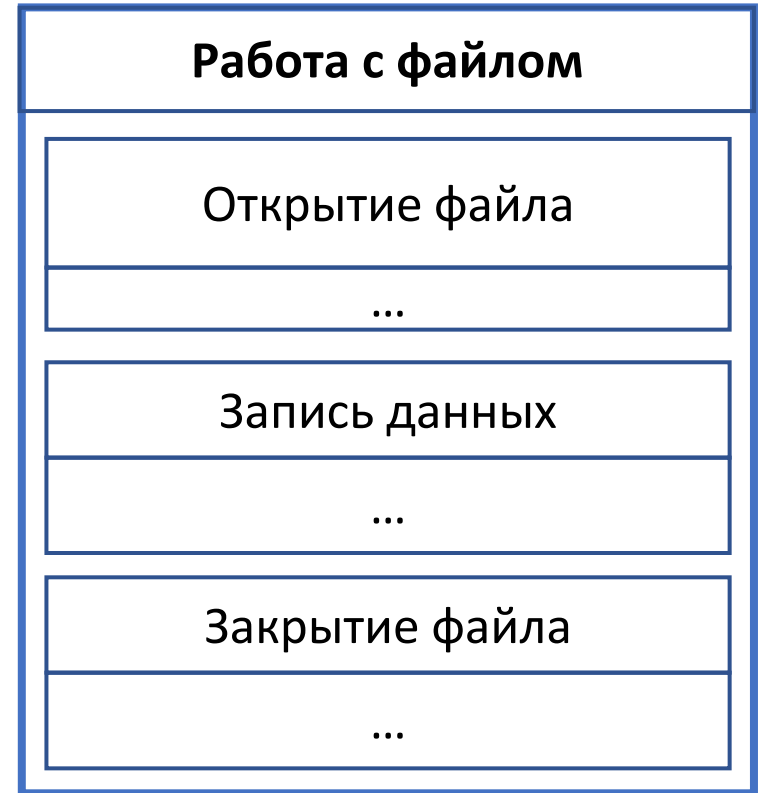 Работа с файлом
Открытие файла
...
Запись данных
...
Закрытие файла
...